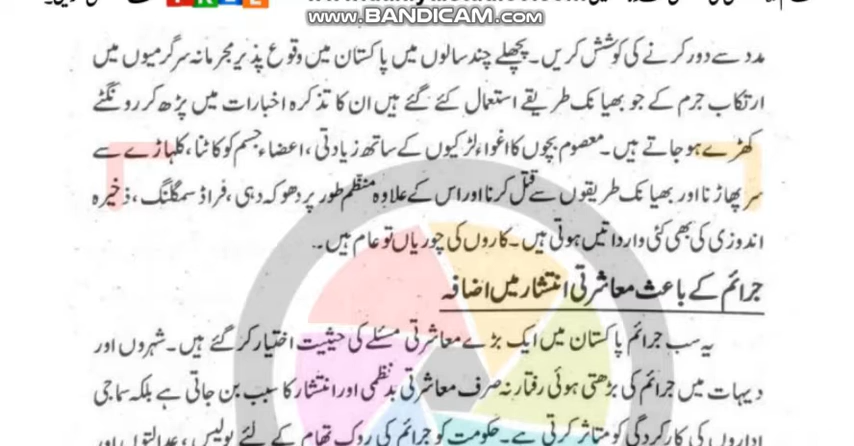 www.BANDICAM.com
مدد سے دور کرنے کی کوشش کریں۔ پچھلے چند سالوں میں پاکستان میں وقوع پذیر مجرمانہ سرگرمیوں میں
ارتکاب جرم کے جو بھیانک طریقے استعمال کئے گئے ہیں ان کا تذکرہ اخبارات میں پڑھ کر رونگٹے
کھڑے ہو جاتے ہیں۔ معصوم بچوں کا اغواء لڑکیوں کے ساتھ زیادتی، اعضاء جسم کو کاٹنا، کلہاڑے سے
سر پھاڑنا اور بھیانک طریقوں سے قتل کرنا اور اس کے علاوہ منظم طور پر دھوکہ دہی، فراڈ سمگلنگ، ذخیرہ
اندوزی کی بھی کئی وارداتیں ہوتی ہیں۔ کاروں کی چوریاں تو عام ہیں۔
جرائم کے باعث معاشرتی انتشار میں اضافہ
یہ سب جرائم پاکستان میں ایک بڑے معاشرتی مسئلے کی حیثیت اختیار کر گئے ہیں۔ شہروں اور
دیہات میں جرائم کی بڑھتی ہوئی رفتار نہ صرف معاشرتی بدنظمی اور انتشار کا سبب بن جاتی ہے بلکہ سماجی
اداروں کی کارکردگی کو متاثر کرتی ہے۔ حکومت کو جرائم کی روک تھام کے لئے پولیس، عدالتوں اور